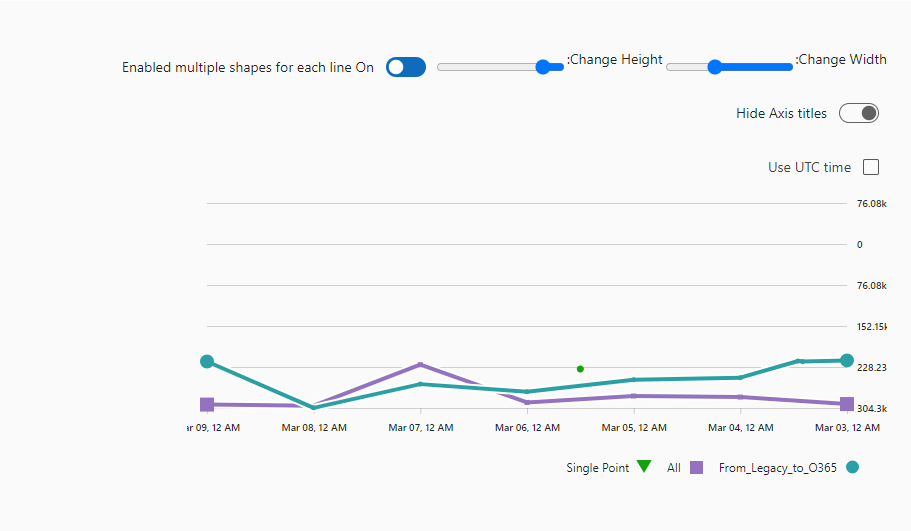 Enabled multiple shapes for each line On :Change Height :Change Width
Hide Axis titles
Use UTC time
76.08k
0
76.08k
152.15k
228.23
304.3k
ar 09, 12 AM Mar 08, 12 AM Mar 07, 12 AM Mar 06, 12 AM Mar 05, 12 AM Mar 04, 12 AM Mar 03, 12 AM
Single Point All From_Legacy_to_O365